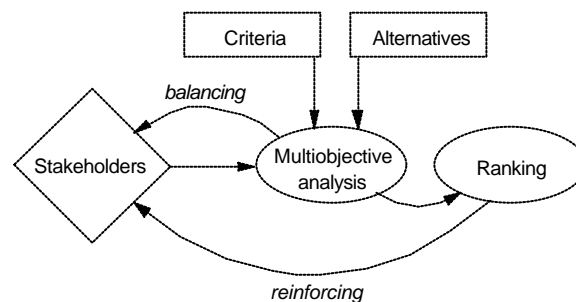 Criteria
Alternatives
balancing
Stakeholders
Multiobjective
analysis
Ranking
reinforcing